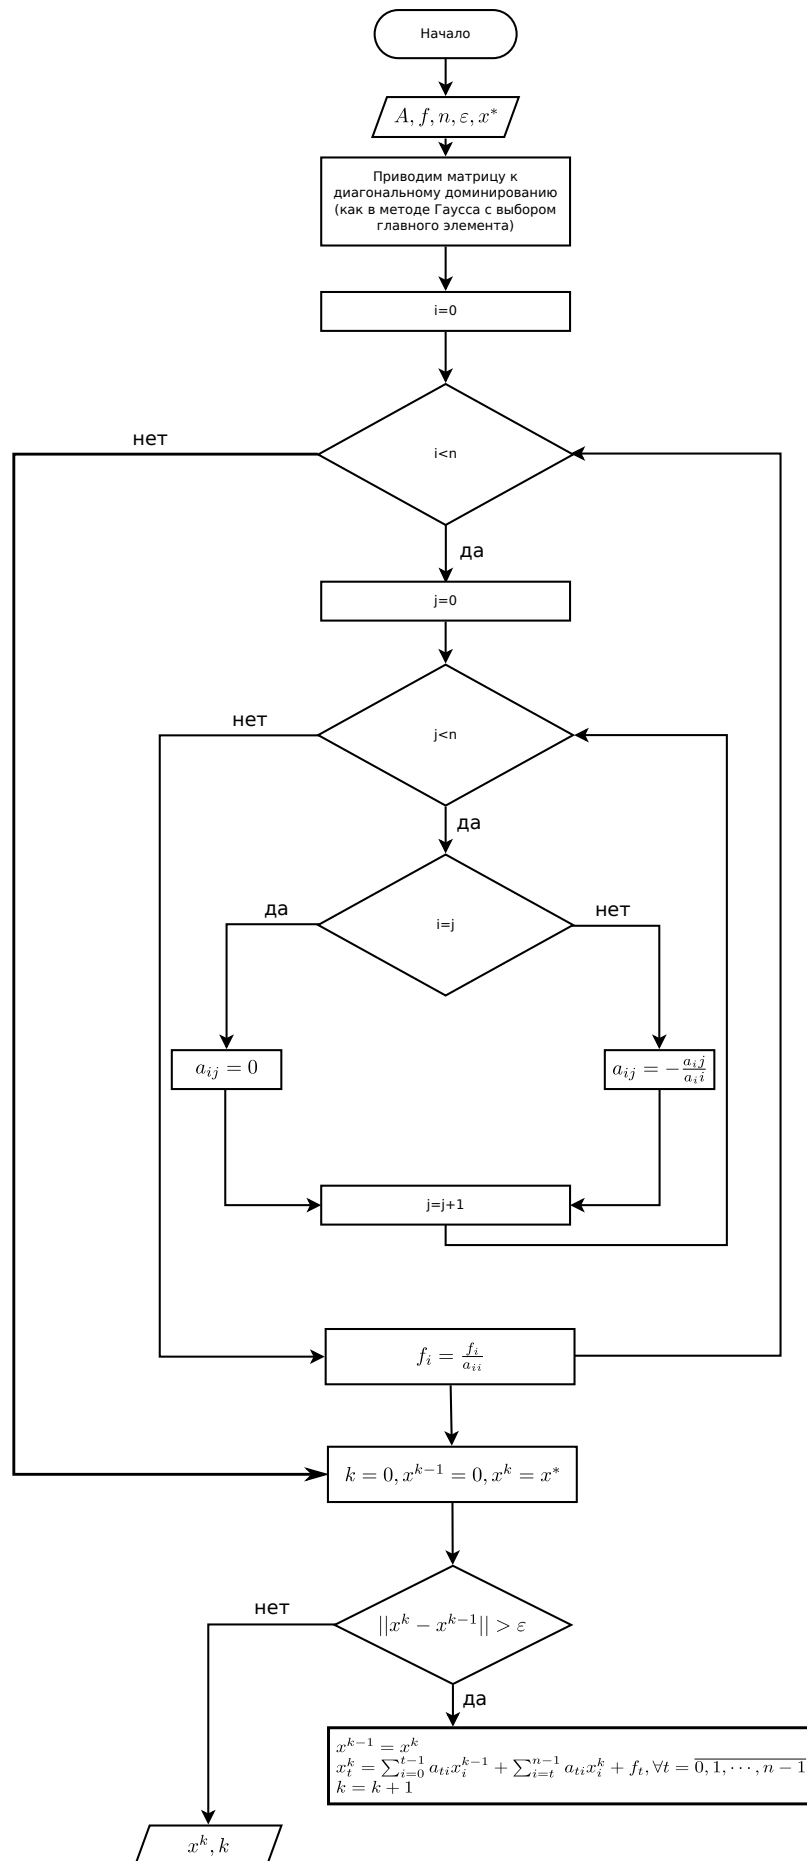 Начало
A, f, n, ε, x*
Приводим матрицу к
диагональному доминированию
(как в методе Гаусса с выбором
главного элемента)
i=0
i<n
нет
да
j=0
j<n
нет
да
i=j
да
нет
a_{ij} = 0
a_{ij} = -\frac{a_i j}{a_i i}
j=j+1
f_i = \frac{f_i}{a_{ii}}
k = 0, x^{k-1} = 0, x^k = x^*
||x^k - x^{k-1}|| > ε
нет
да
x^{k-1} = x^k
x_t^k = \sum_{i=0}^{t-1} a_{ti} x_i^{k-1} + \sum_{i=t}^{n-1} a_{ti} x_i^k + f_t, ∀t = \overline{0, 1, ⋯, n - 1}
k = k + 1
x^k, k